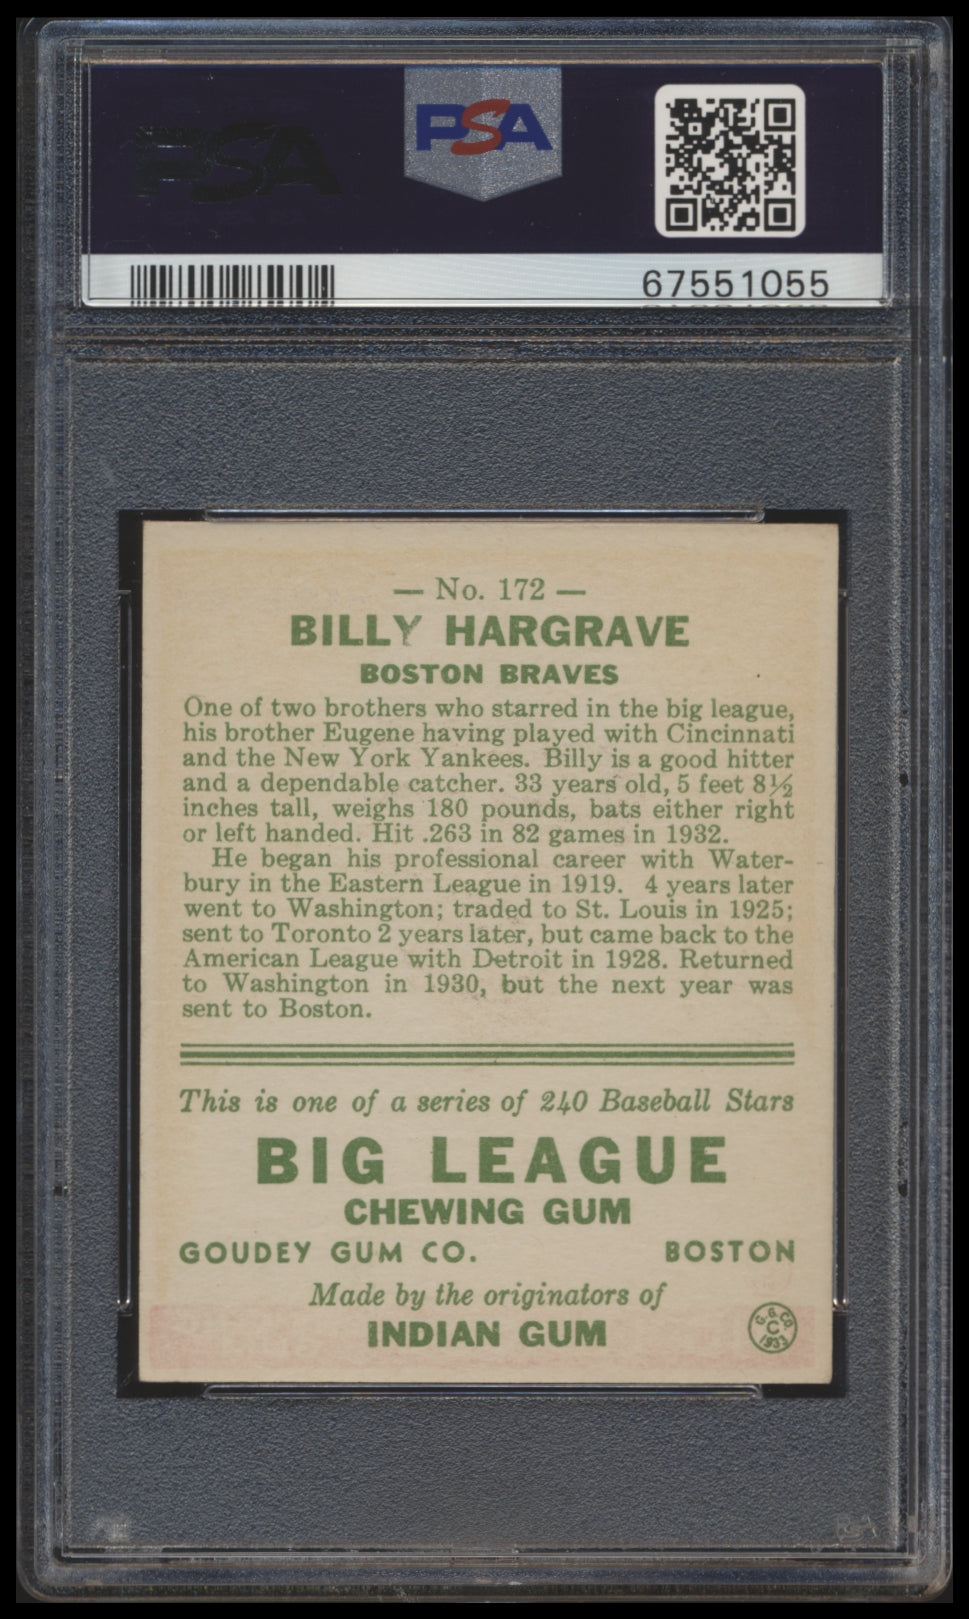 PSA
PSA
67551055
— No. 172 —
BILLY HARGRAVE
BOSTON BRAVES
One of two brothers who starred in the big league,
his brother Eugene having played with Cincinnati
and the New York Yankees. Billy is a good hitter
and a dependable catcher. 33 years old, 5 feet 8½
inches tall, weighs 180 pounds, bats either right
or left handed. Hit .263 in 82 games in 1932.
He began his professional career with Water-
bury in the Eastern League in 1919. 4 years later
went to Washington; traded to St. Louis in 1925;
sent to Toronto 2 years later, but came back to the
American League with Detroit in 1928. Returned
to Washington in 1930, but the next year was
sent to Boston.
This is one of a series of 240 Baseball Stars
BIG LEAGUE
CHEWING GUM
GOUDEY GUM CO. BOSTON
Made by the originators of
INDIAN GUM
G. G. CO.
C
1933